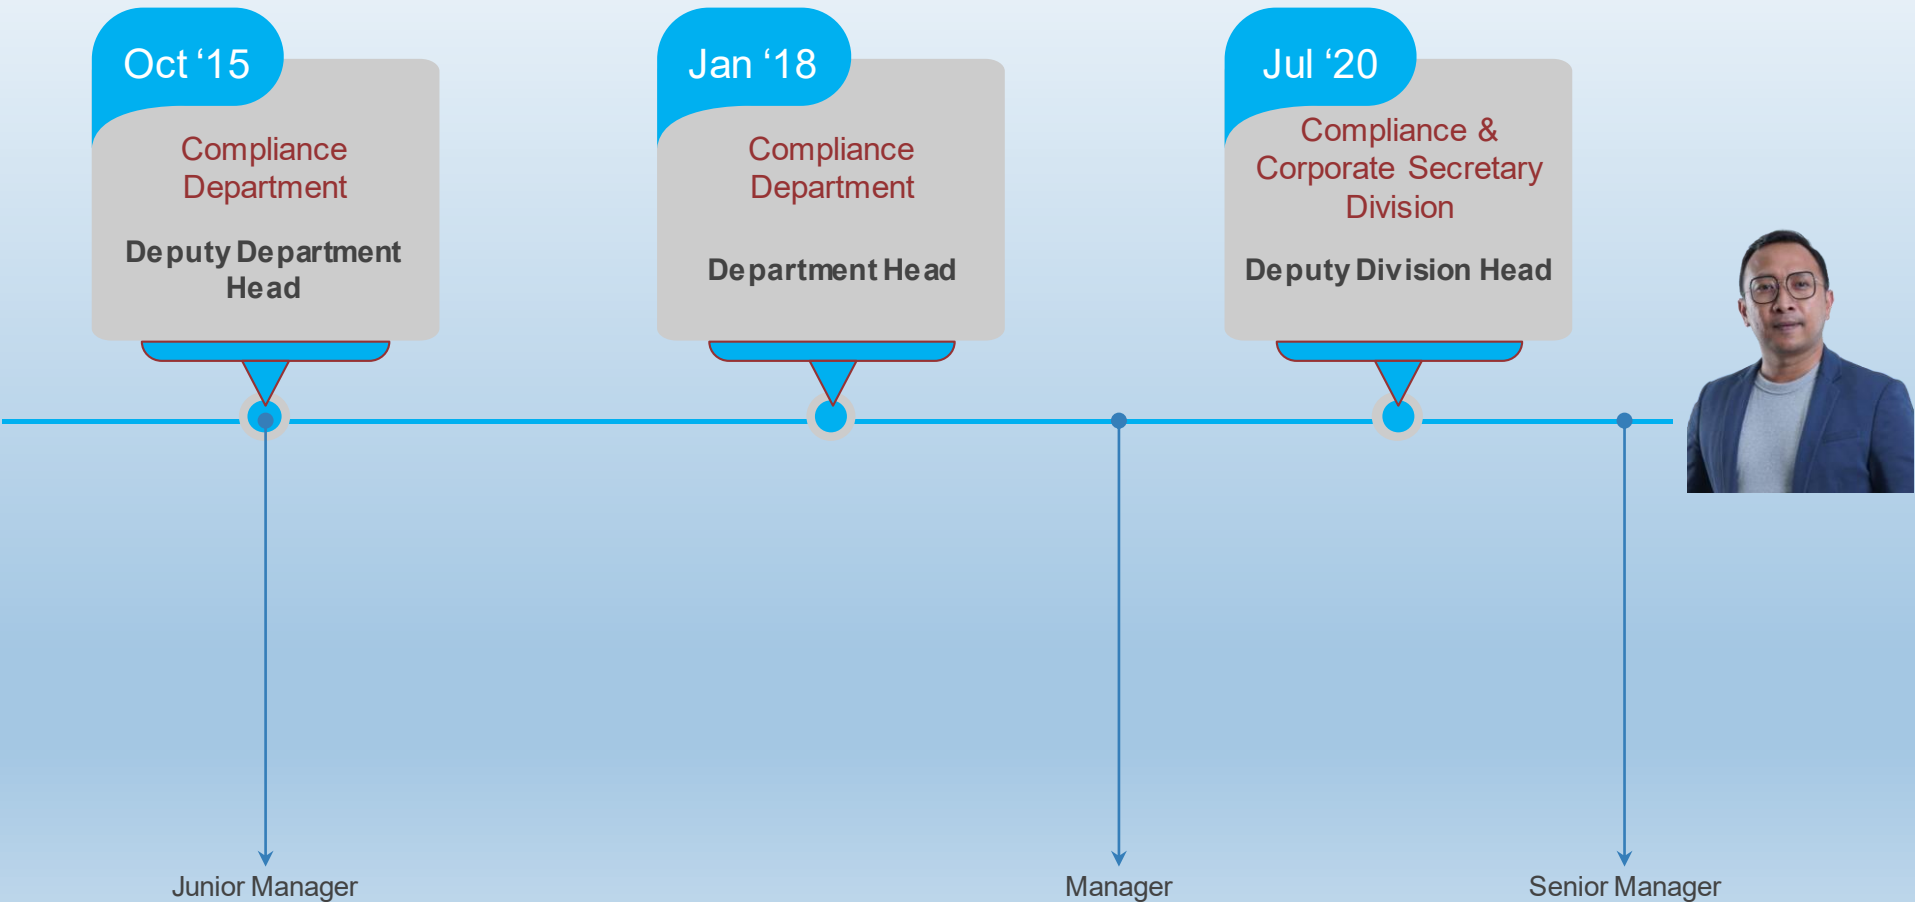 Oct ‘15
Compliance
Department
Deputy Department
Head
Jan ‘18
Compliance
Department
Department Head
Jul ‘20
Compliance &
Corporate Secretary
Division
Deputy Division Head
Junior Manager
Manager
Senior Manager